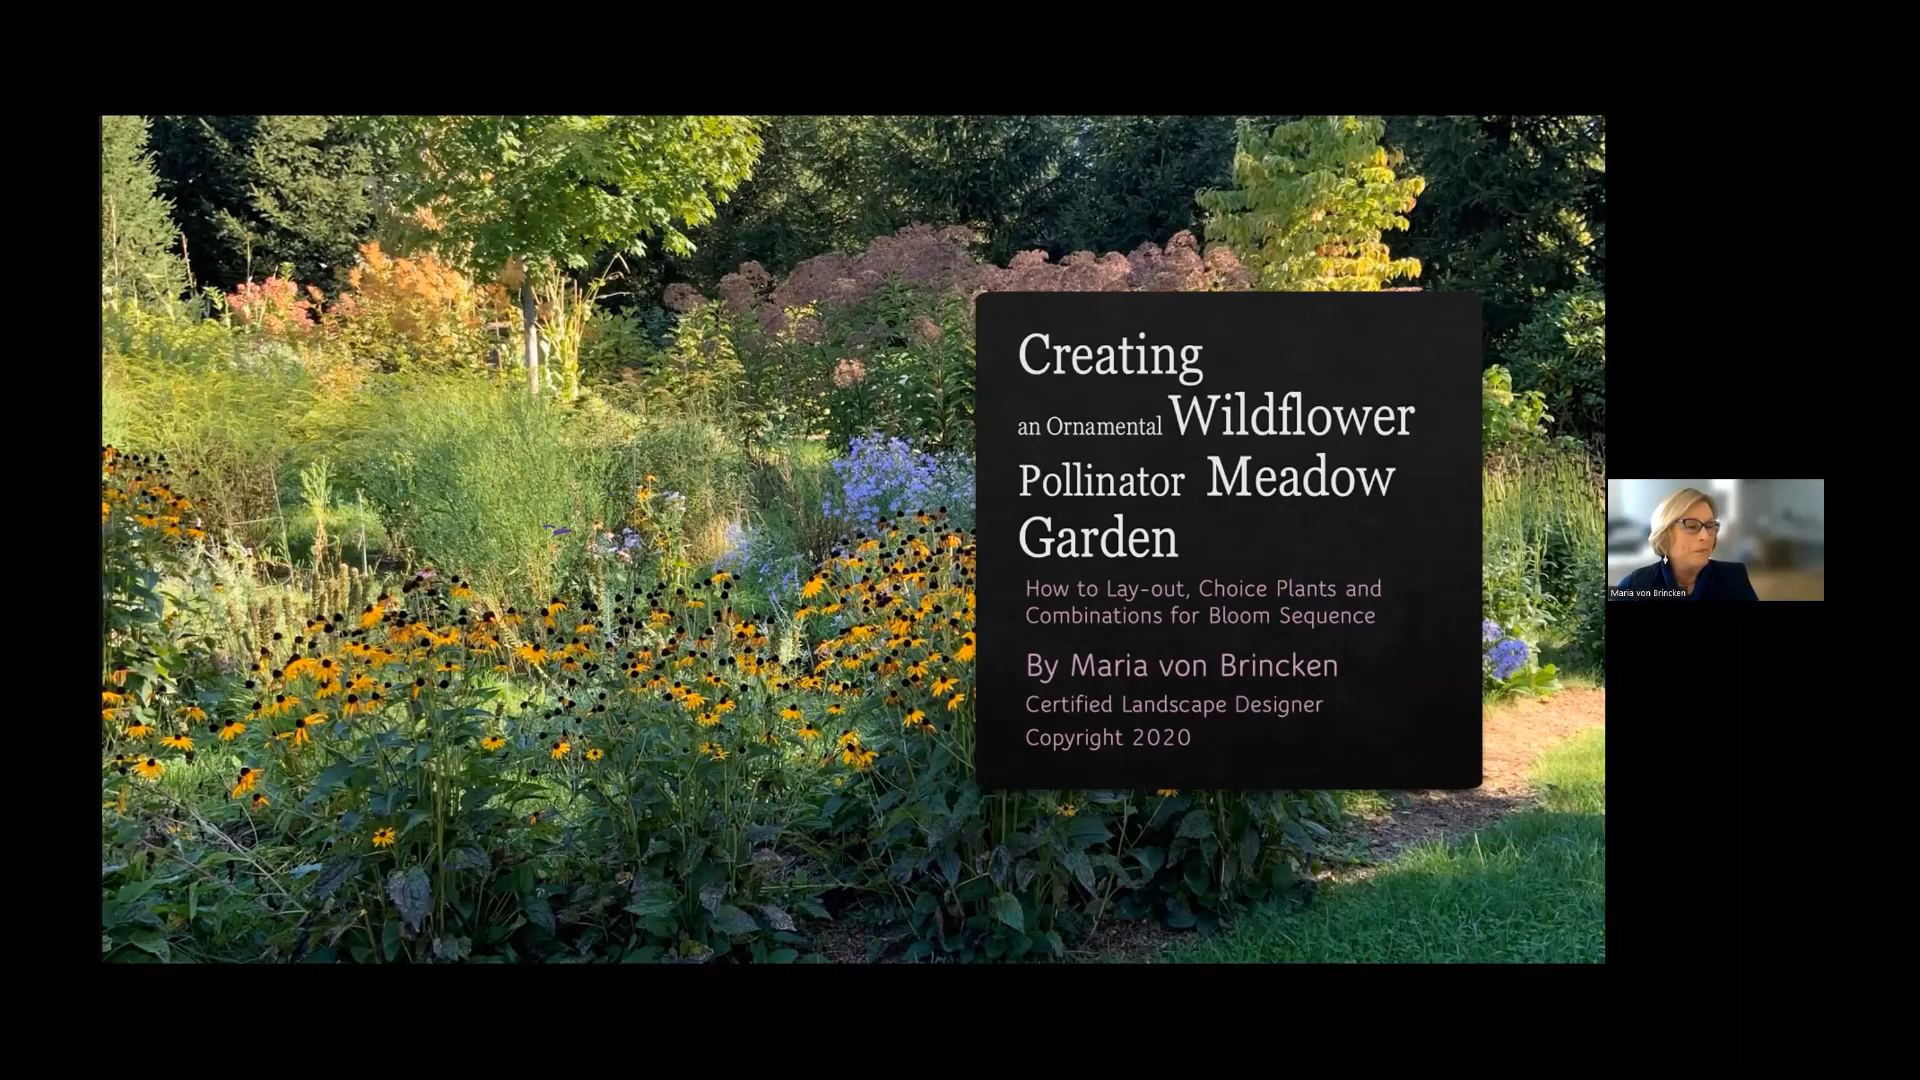 Creating
an Ornamental Wildflower
Pollinator Meadow
Garden
How to Lay-out, Choice Plants and
Combinations for Bloom Sequence
By Maria von Brincken
Certified Landscape Designer
Copyright 2020
Maria von Brincken